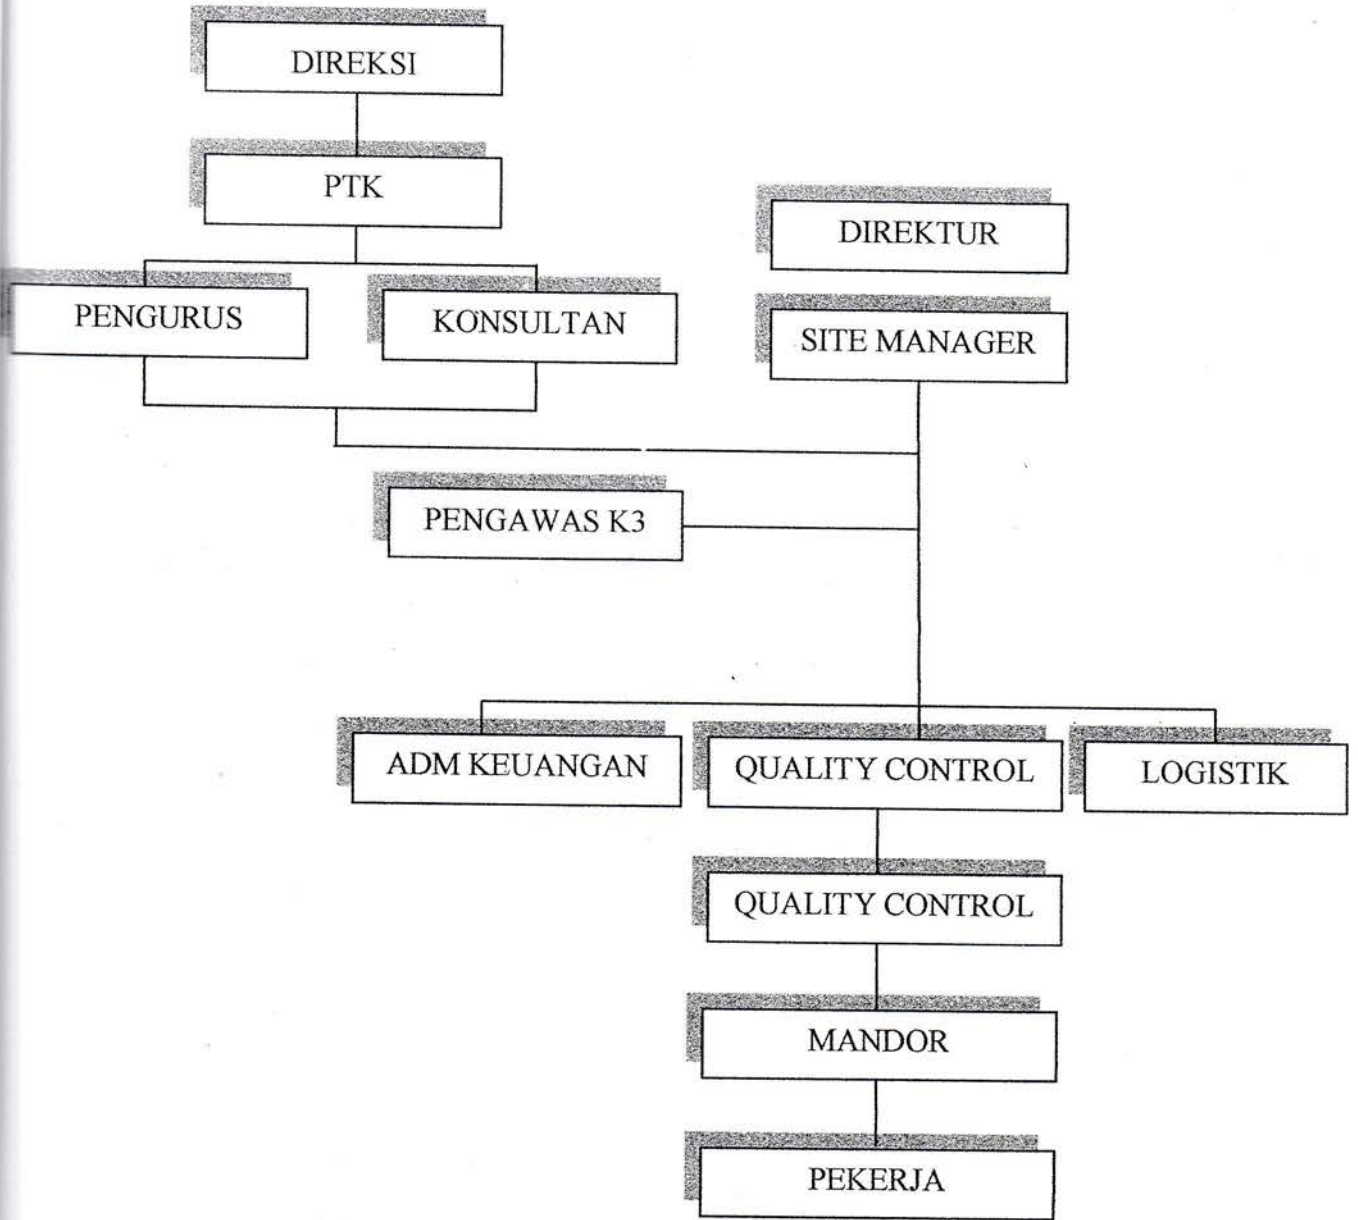 DIREKSI
PTK
DIREKTUR
PENGURUS
KONSULTAN
SITE MANAGER
PENGAWAS K3
ADM KEUANGAN
QUALITY CONTROL
LOGISTIK
QUALITY CONTROL
MANDOR
PEKERJA